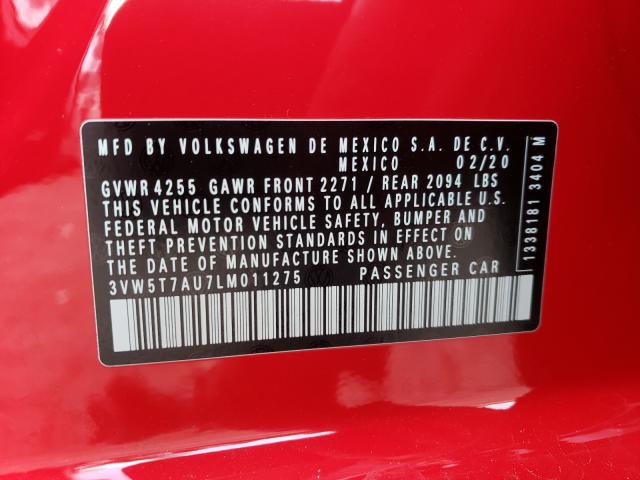 MFD BY VOLKSWAGEN DE MEXICO S.A. DE C.V.
MEXICO 02/20
GVWR 4255 GAWR FRONT 2271 / REAR 2094 LBS
THIS VEHICLE CONFORMS TO ALL APPLICABLE U.S.
FEDERAL MOTOR VEHICLE SAFETY, BUMPER AND
THEFT PREVENTION STANDARDS IN EFFECT ON
THE DATE OF MANUFACTURE SHOWN ABOVE.
3VW5T7AU7LM011275 PASSENGER CAR
13381813404 M